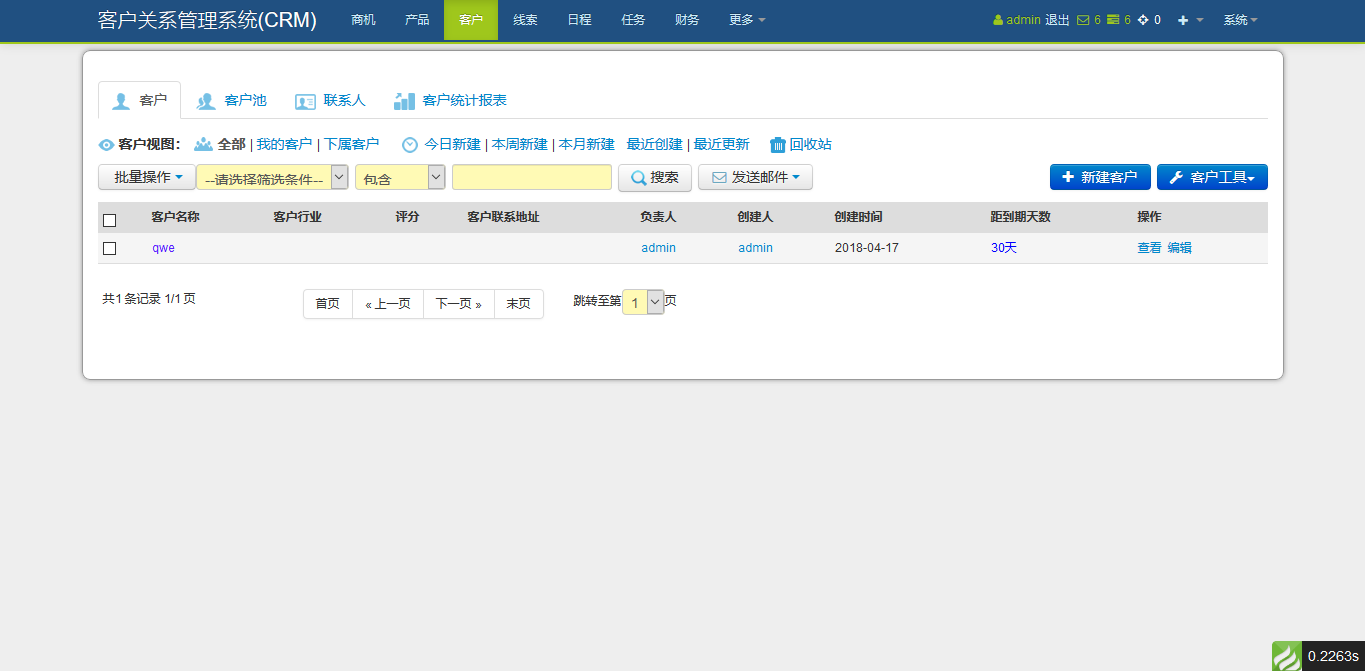 客户关系管理系统(CRM) 商机 产品 客户 线索 日程 任务 财务 更多 admin 退出 6 6 0 系统
客户 客户池 联系人 客户统计报表
客户视图: 全部 | 我的客户 | 下属客户 今日新建 | 本周新建 | 本月新建 最近创建 | 最近更新 回收站
批量操作 --请选择筛选条件-- 包含 搜索 发送邮件 新建客户 客户工具
客户名称 客户行业 评分 客户联系地址 负责人 创建人 创建时间 距到期天数 操作
qwe admin admin 2018-04-17 30天 查看 编辑
共1 条记录 1/1 页 首页 « 上一页 下一页 » 末页 跳转至第 1 页
0.2263s